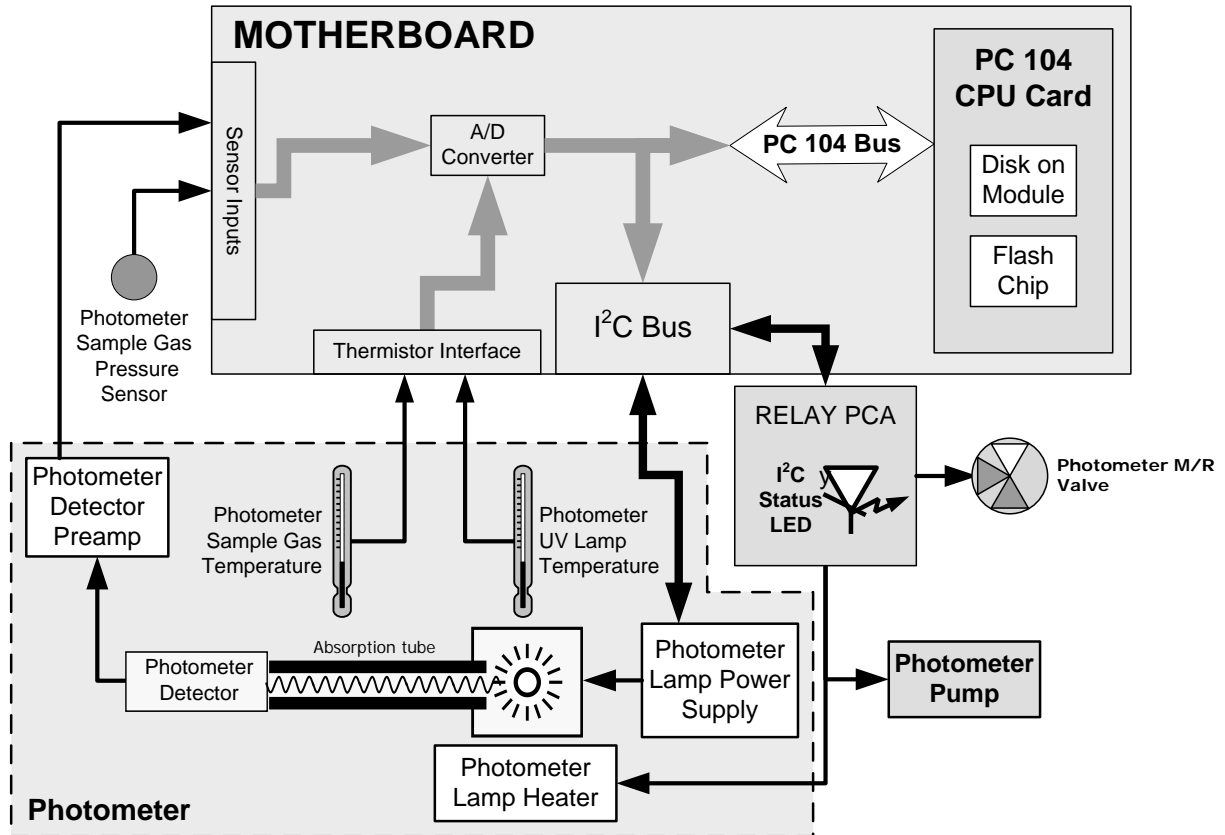 MOTHERBOARD
PC 104
CPU Card
Disk on
Module
Flash
Chip
PC 104 Bus
A/D
Converter
Sensor Inputs
I²C Bus
Thermistor Interface
Photometer
Sample Gas
Pressure
Sensor
RELAY PCA
I²C y
Status
LED
Photometer M/R
Valve
Photometer
Detector
Preamp
Photometer
Sample Gas
Temperature
Photometer
UV Lamp
Temperature
Absorption tube
Photometer
Detector
Photometer
Lamp Power
Supply
Photometer
Pump
Photometer
Lamp Heater
Photometer